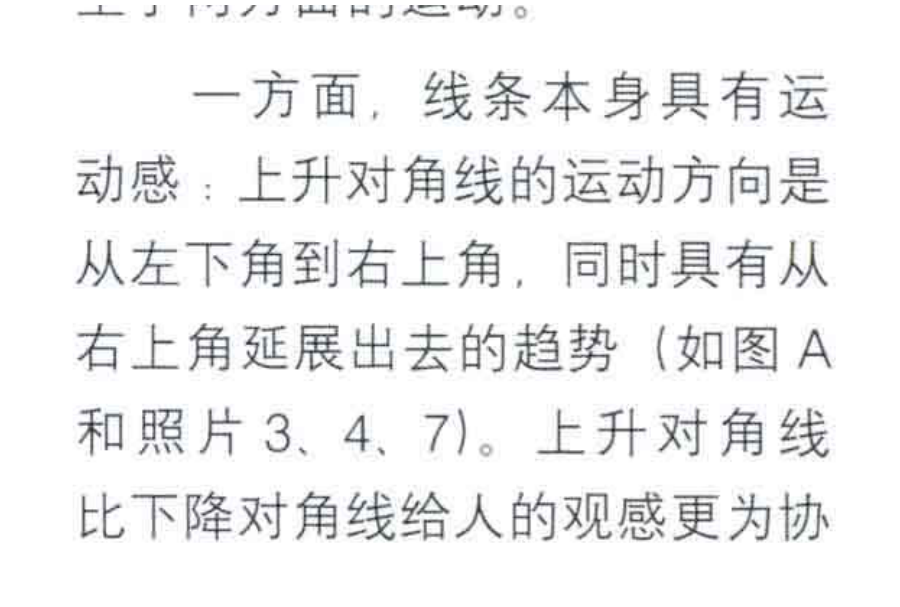 的运动。
一方面，线条本身具有运
动感：上升对角线的运动方向是
从左下角到右上角，同时具有从
右上角延展出去的趋势（如图 A
和照片 3、4、7)。上升对角线
比下降对角线给人的观感更为协